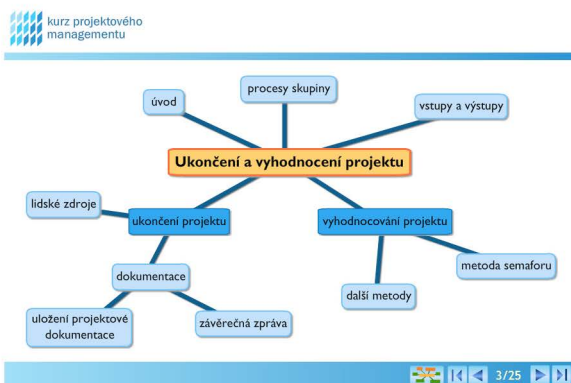 kurz projektového
managementu
úvod
procesy skupiny
vstupy a výstupy
Ukončení a vyhodnocení projektu
lidské zdroje
ukončení projektu
vyhodnocování projektu
dokumentace
metoda semaforu
další metody
uložení projektové
dokumentace
závěrečná zpráva
3/25